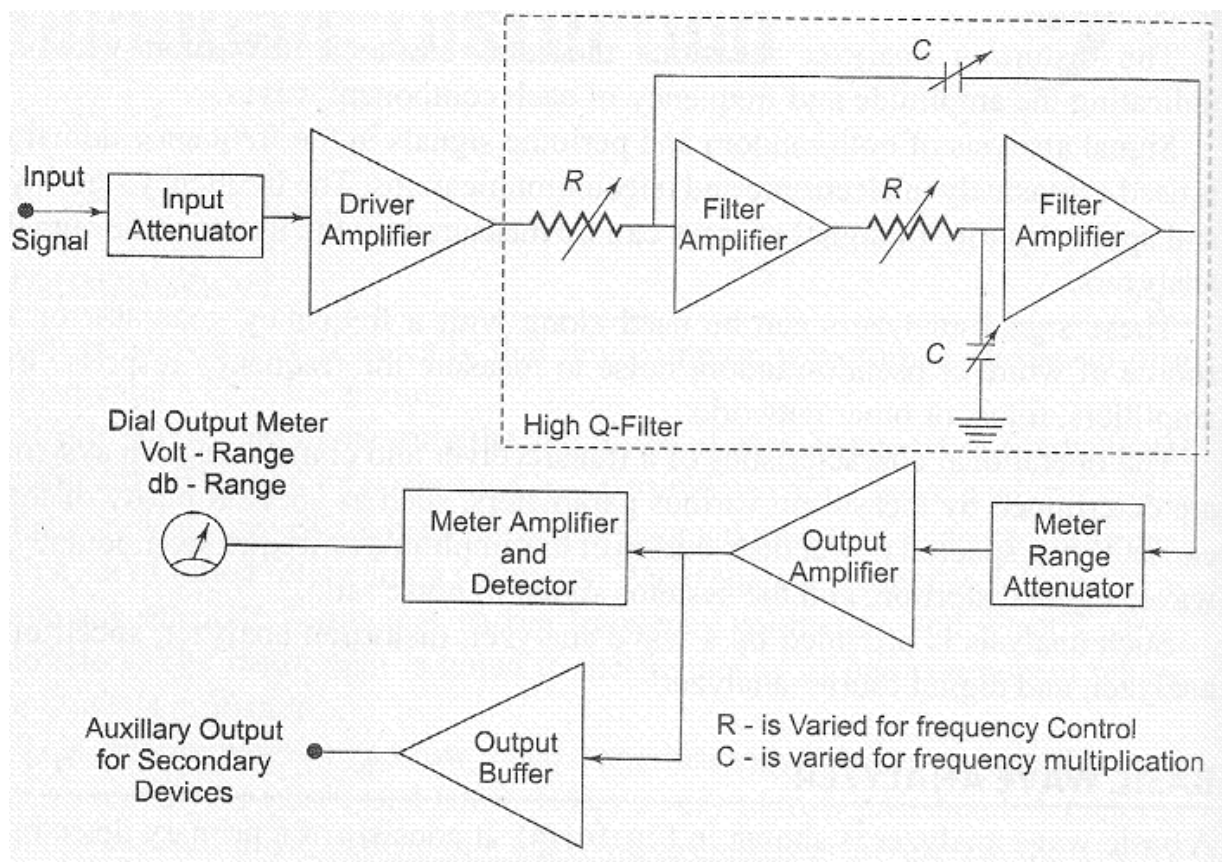 Input
Signal
Input
Attenuator
Driver
Amplifier
R
C
Filter
Amplifier
R
Filter
Amplifier
C
High Q-Filter
Dial Output Meter
Volt - Range
db - Range
Meter Amplifier
and
Detector
Output
Amplifier
Meter
Range
Attenuator
Auxillary Output
for Secondary
Devices
Output
Buffer
R - is Varied for frequency Control
C - is varied for frequency multiplication